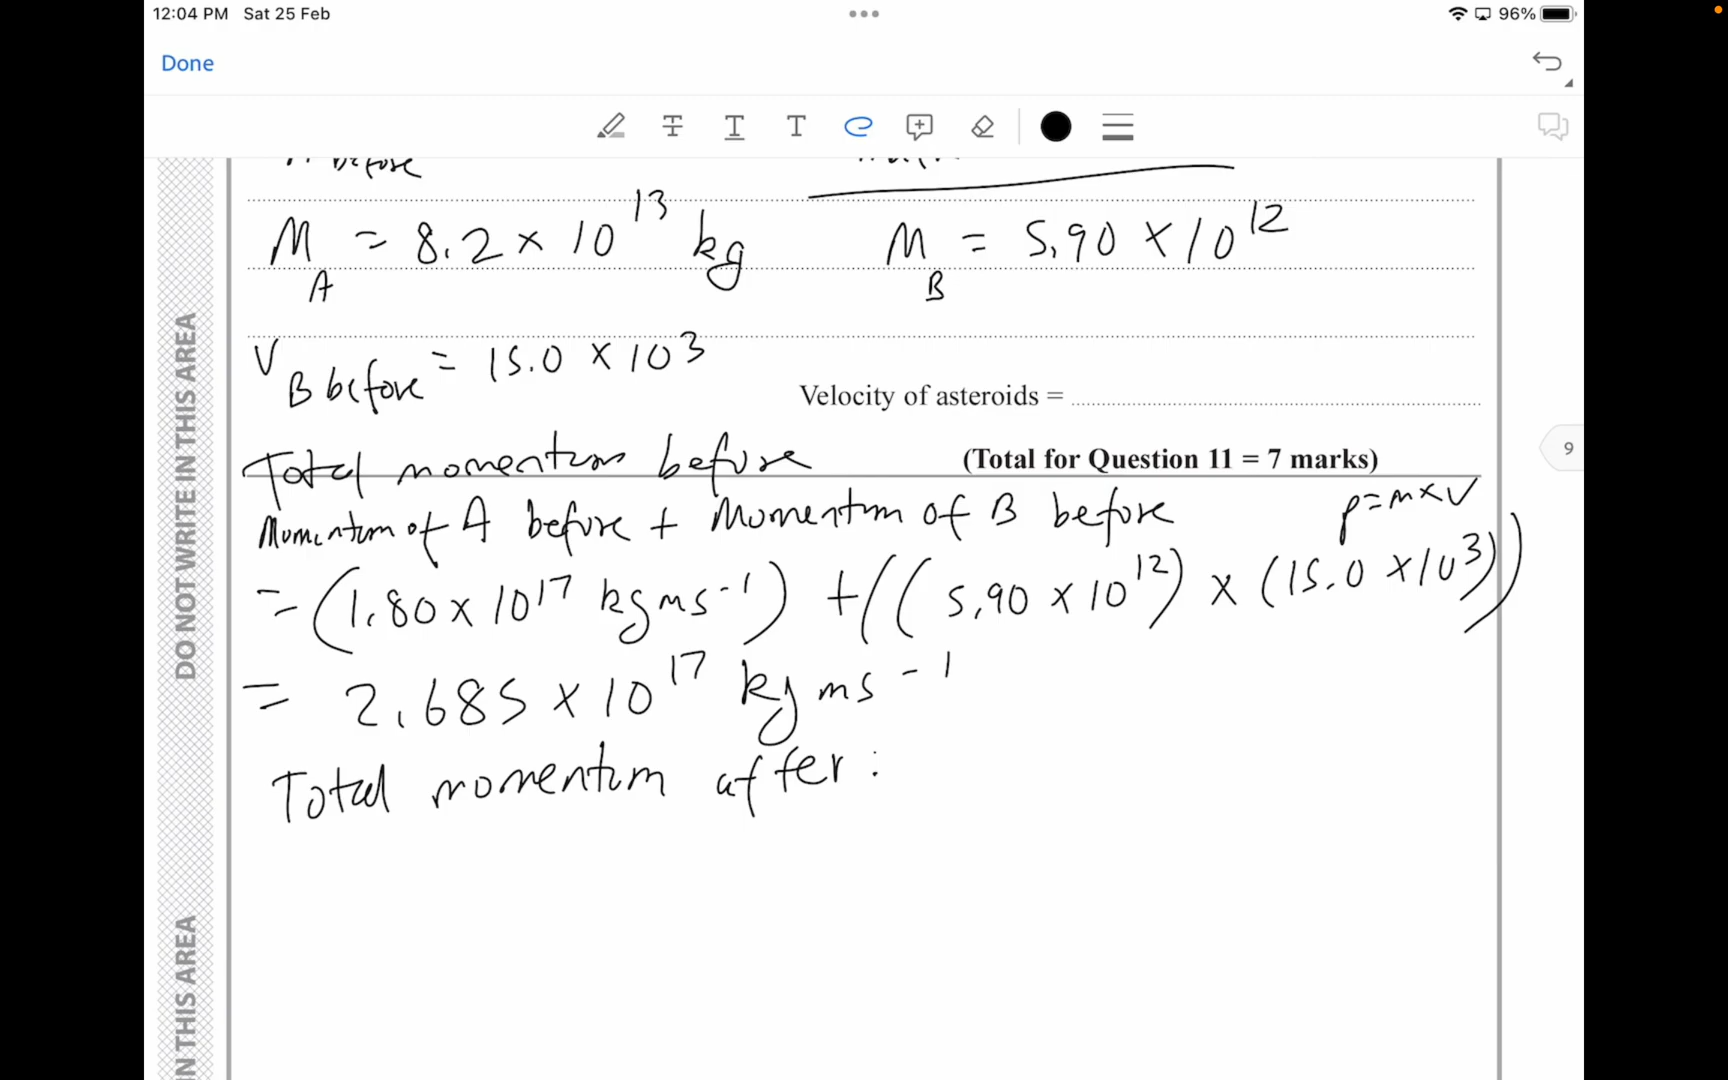 12:04 PM Sat 25 Feb
96%
Done
T T T
before
M_A = 8.2 × 10^13 kg M_B = 5.90 × 10^12
V_B before = 15.0 × 10^3
Velocity of asteroids = ........
Total momentum before
(Total for Question 11 = 7 marks)
9
p = m × v
Momentum of A before + Momentum of B before
= (1.80 × 10^17 kgms^-1) + ((5.90 × 10^12) × (15.0 × 10^3))
= 2.685 × 10^17 kgms^-1
Total momentum after:
DO NOT WRITE IN THIS AREA
IN THIS AREA